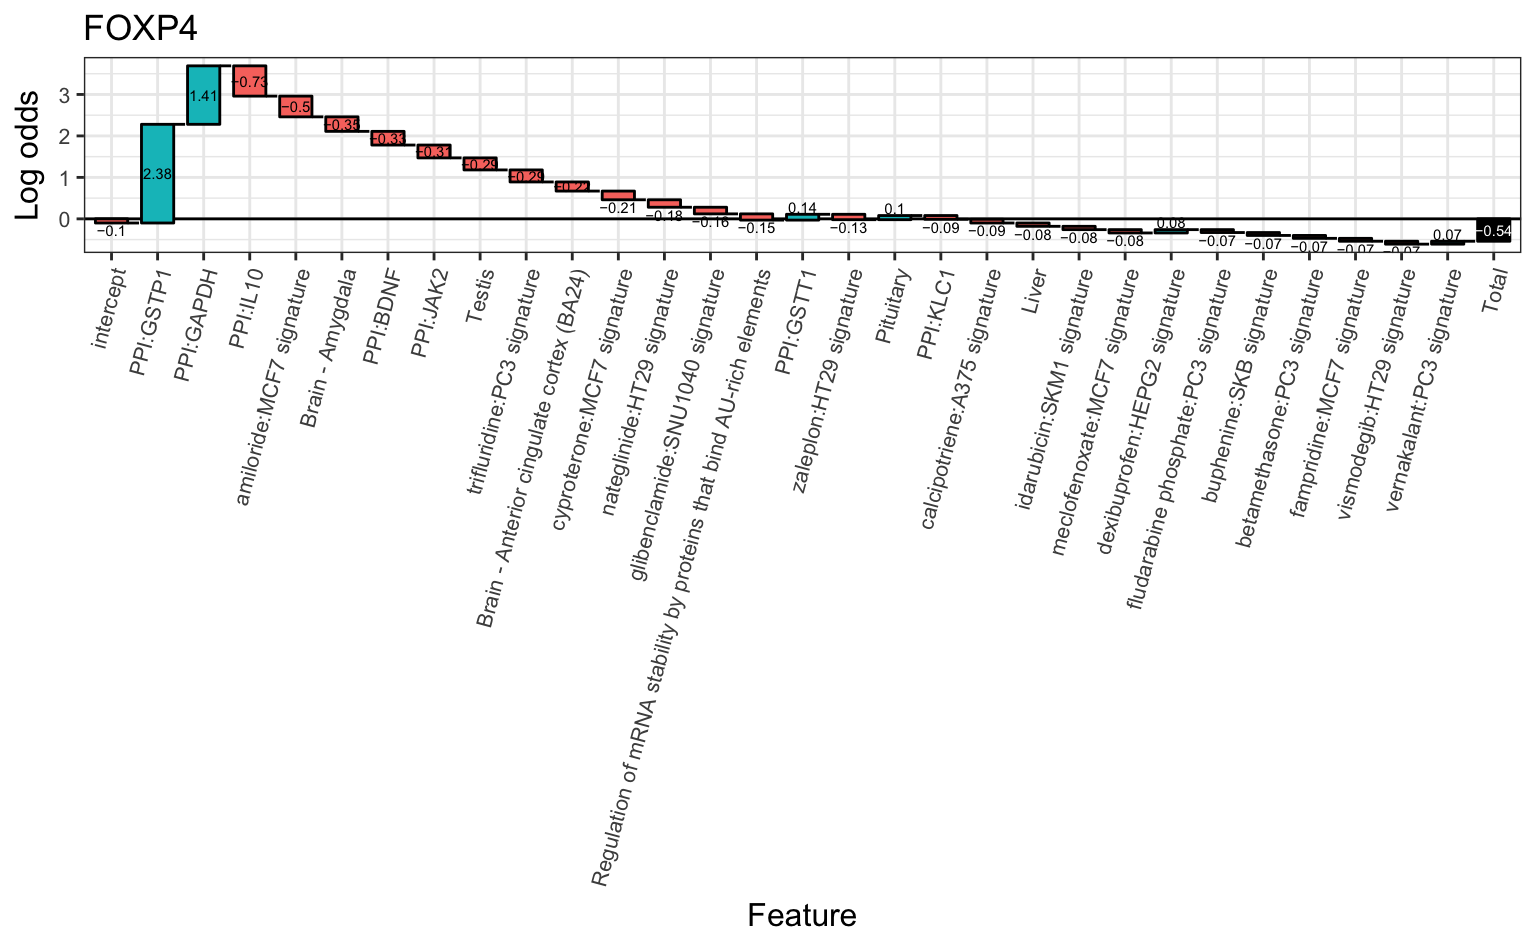 FOXP4
Log odds
3
2
1
0
−0.1
2.38
1.41
−0.73
−0.5
−0.35
−0.33
−0.31
−0.29
−0.29
−0.22
−0.21
−0.18
−0.16
−0.15
0.14
−0.13
0.1
−0.09
−0.09
−0.08
−0.08
−0.08
0.08
−0.07
−0.07
−0.07
−0.07
−0.07
0.07
−0.54
intercept
PPI:GSTP1
PPI:GAPDH
PPI:IL10
amiloride:MCF7 signature
Brain - Amygdala
PPI:BDNF
PPI:JAK2
Testis
trifluridine:PC3 signature
Brain - Anterior cingulate cortex (BA24)
cyproterone:MCF7 signature
nateglinide:HT29 signature
glibenclamide:SNU1040 signature
Regulation of mRNA stability by proteins that bind AU-rich elements
PPI:GSTT1
zaleplon:HT29 signature
Pituitary
PPI:KLC1
calcipotriene:A375 signature
Liver
idarubicin:SKM1 signature
meclofenoxate:MCF7 signature
dexibuprofen:HEPG2 signature
fludarabine phosphate:PC3 signature
buphenine:SKB signature
betamethasone:PC3 signature
fampridine:MCF7 signature
vismodegib:HT29 signature
vernakalant:PC3 signature
Total
Feature